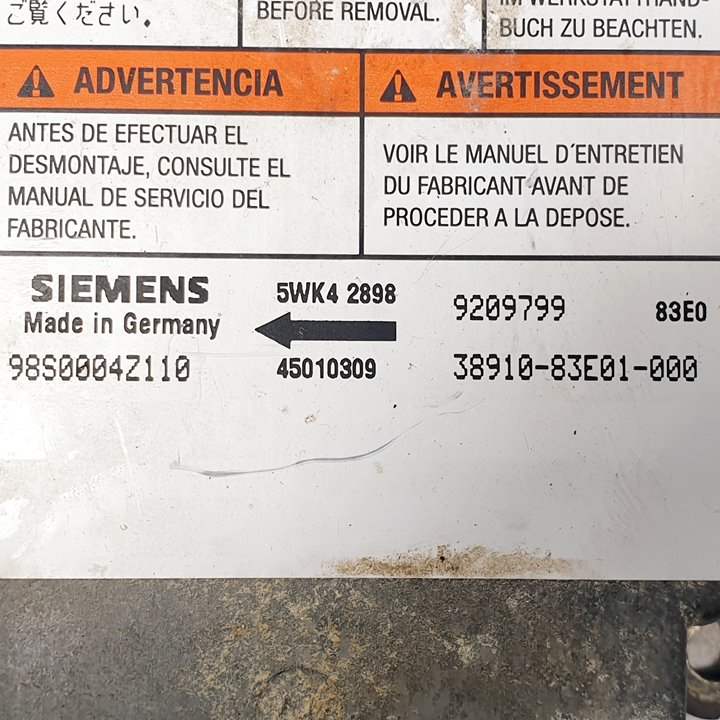 ご覧ください。
BEFORE REMOVAL.
IM WERKSTATTHAND-
BUCH ZU BEACHTEN.
ADVERTENCIA
ANTES DE EFECTUAR EL
DESMONTAJE, CONSULTE EL
MANUAL DE SERVICIO DEL
FABRICANTE.
AVERTISSEMENT
VOIR LE MANUEL D´ENTRETIEN
DU FABRICANT AVANT DE
PROCEDER A LA DEPOSE.
SIEMENS
Made in Germany
98S0004Z110
5WK4 2898
45010309
9209799 83E0
38910-83E01-000